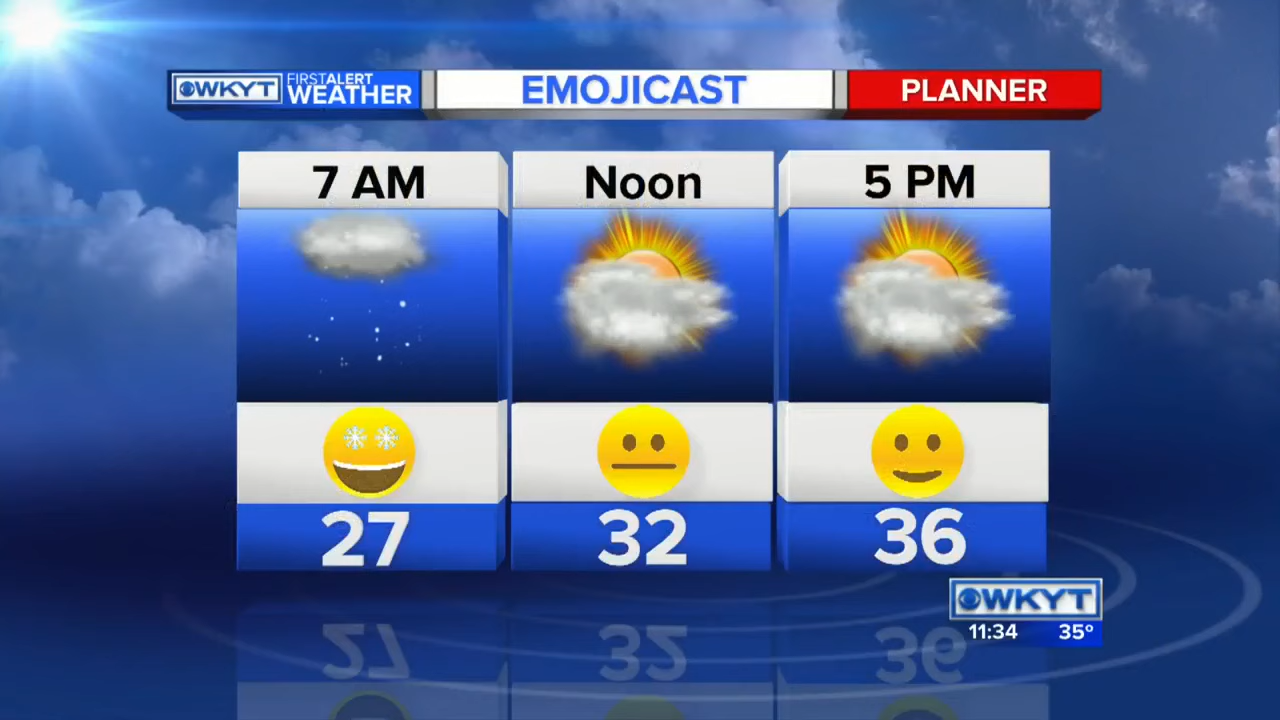 WKYT FIRST ALERT WEATHER EMOJICAST PLANNER
7 AM Noon 5 PM
27 32 36
WKYT
11:34 35°